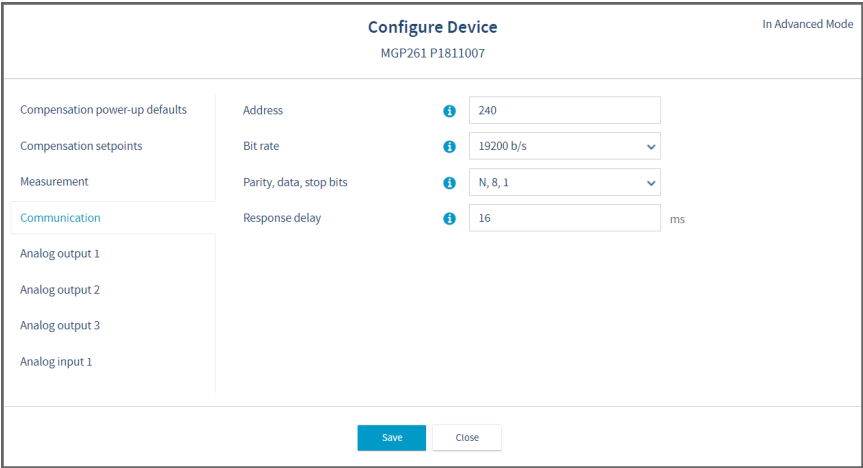 Configure Device
In Advanced Mode
MGP261 P1811007
Compensation power-up defaults
Compensation setpoints
Measurement
Communication
Analog output 1
Analog output 2
Analog output 3
Analog input 1
Address 240
Bit rate 19200 b/s
Parity, data, stop bits N, 8, 1
Response delay 16 ms
Save Close